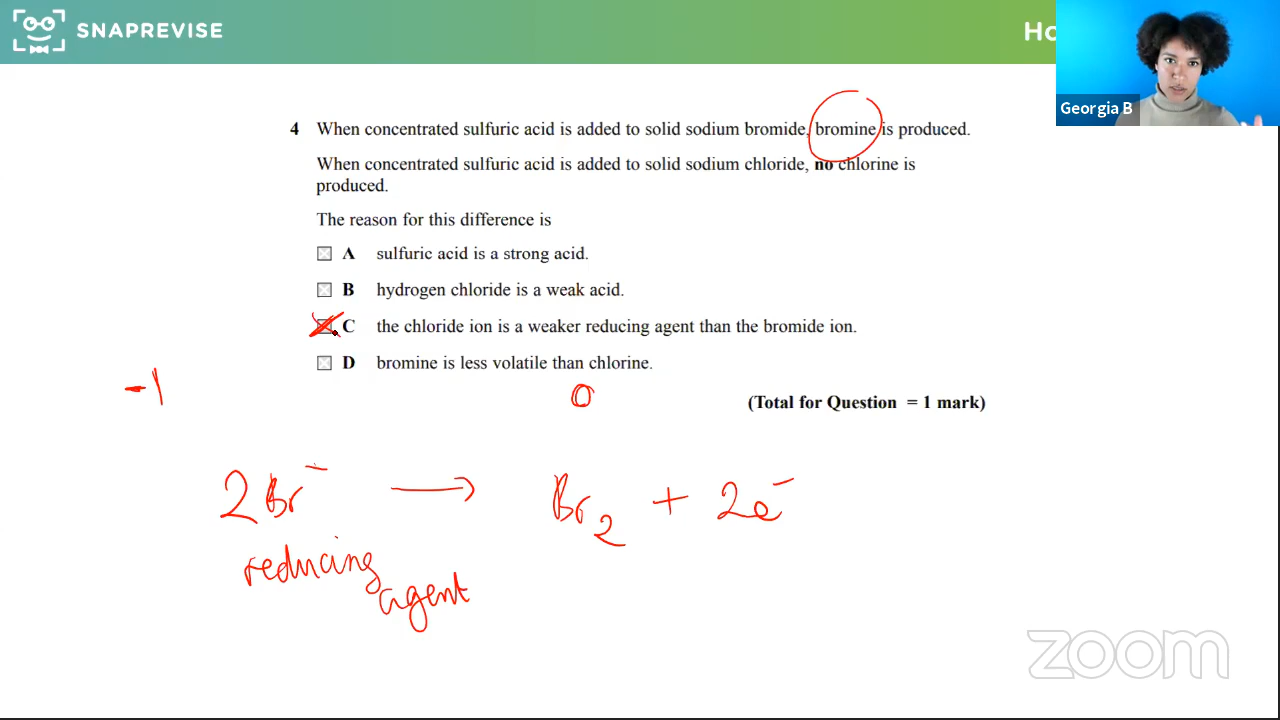 SNAPREVISE
Ho
Georgia B
4 When concentrated sulfuric acid is added to solid sodium bromide, bromine is produced.
When concentrated sulfuric acid is added to solid sodium chloride, no chlorine is
produced.
The reason for this difference is
A sulfuric acid is a strong acid.
B hydrogen chloride is a weak acid.
C the chloride ion is a weaker reducing agent than the bromide ion.
D bromine is less volatile than chlorine.
(Total for Question = 1 mark)
-1 0
2Br⁻ → Br₂ + 2e⁻
reducing
agent
zoom